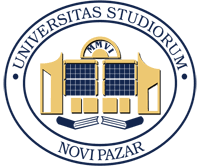 • UNIVERSITAS STUDIORUM •
MMVI
NOVI PAZAR